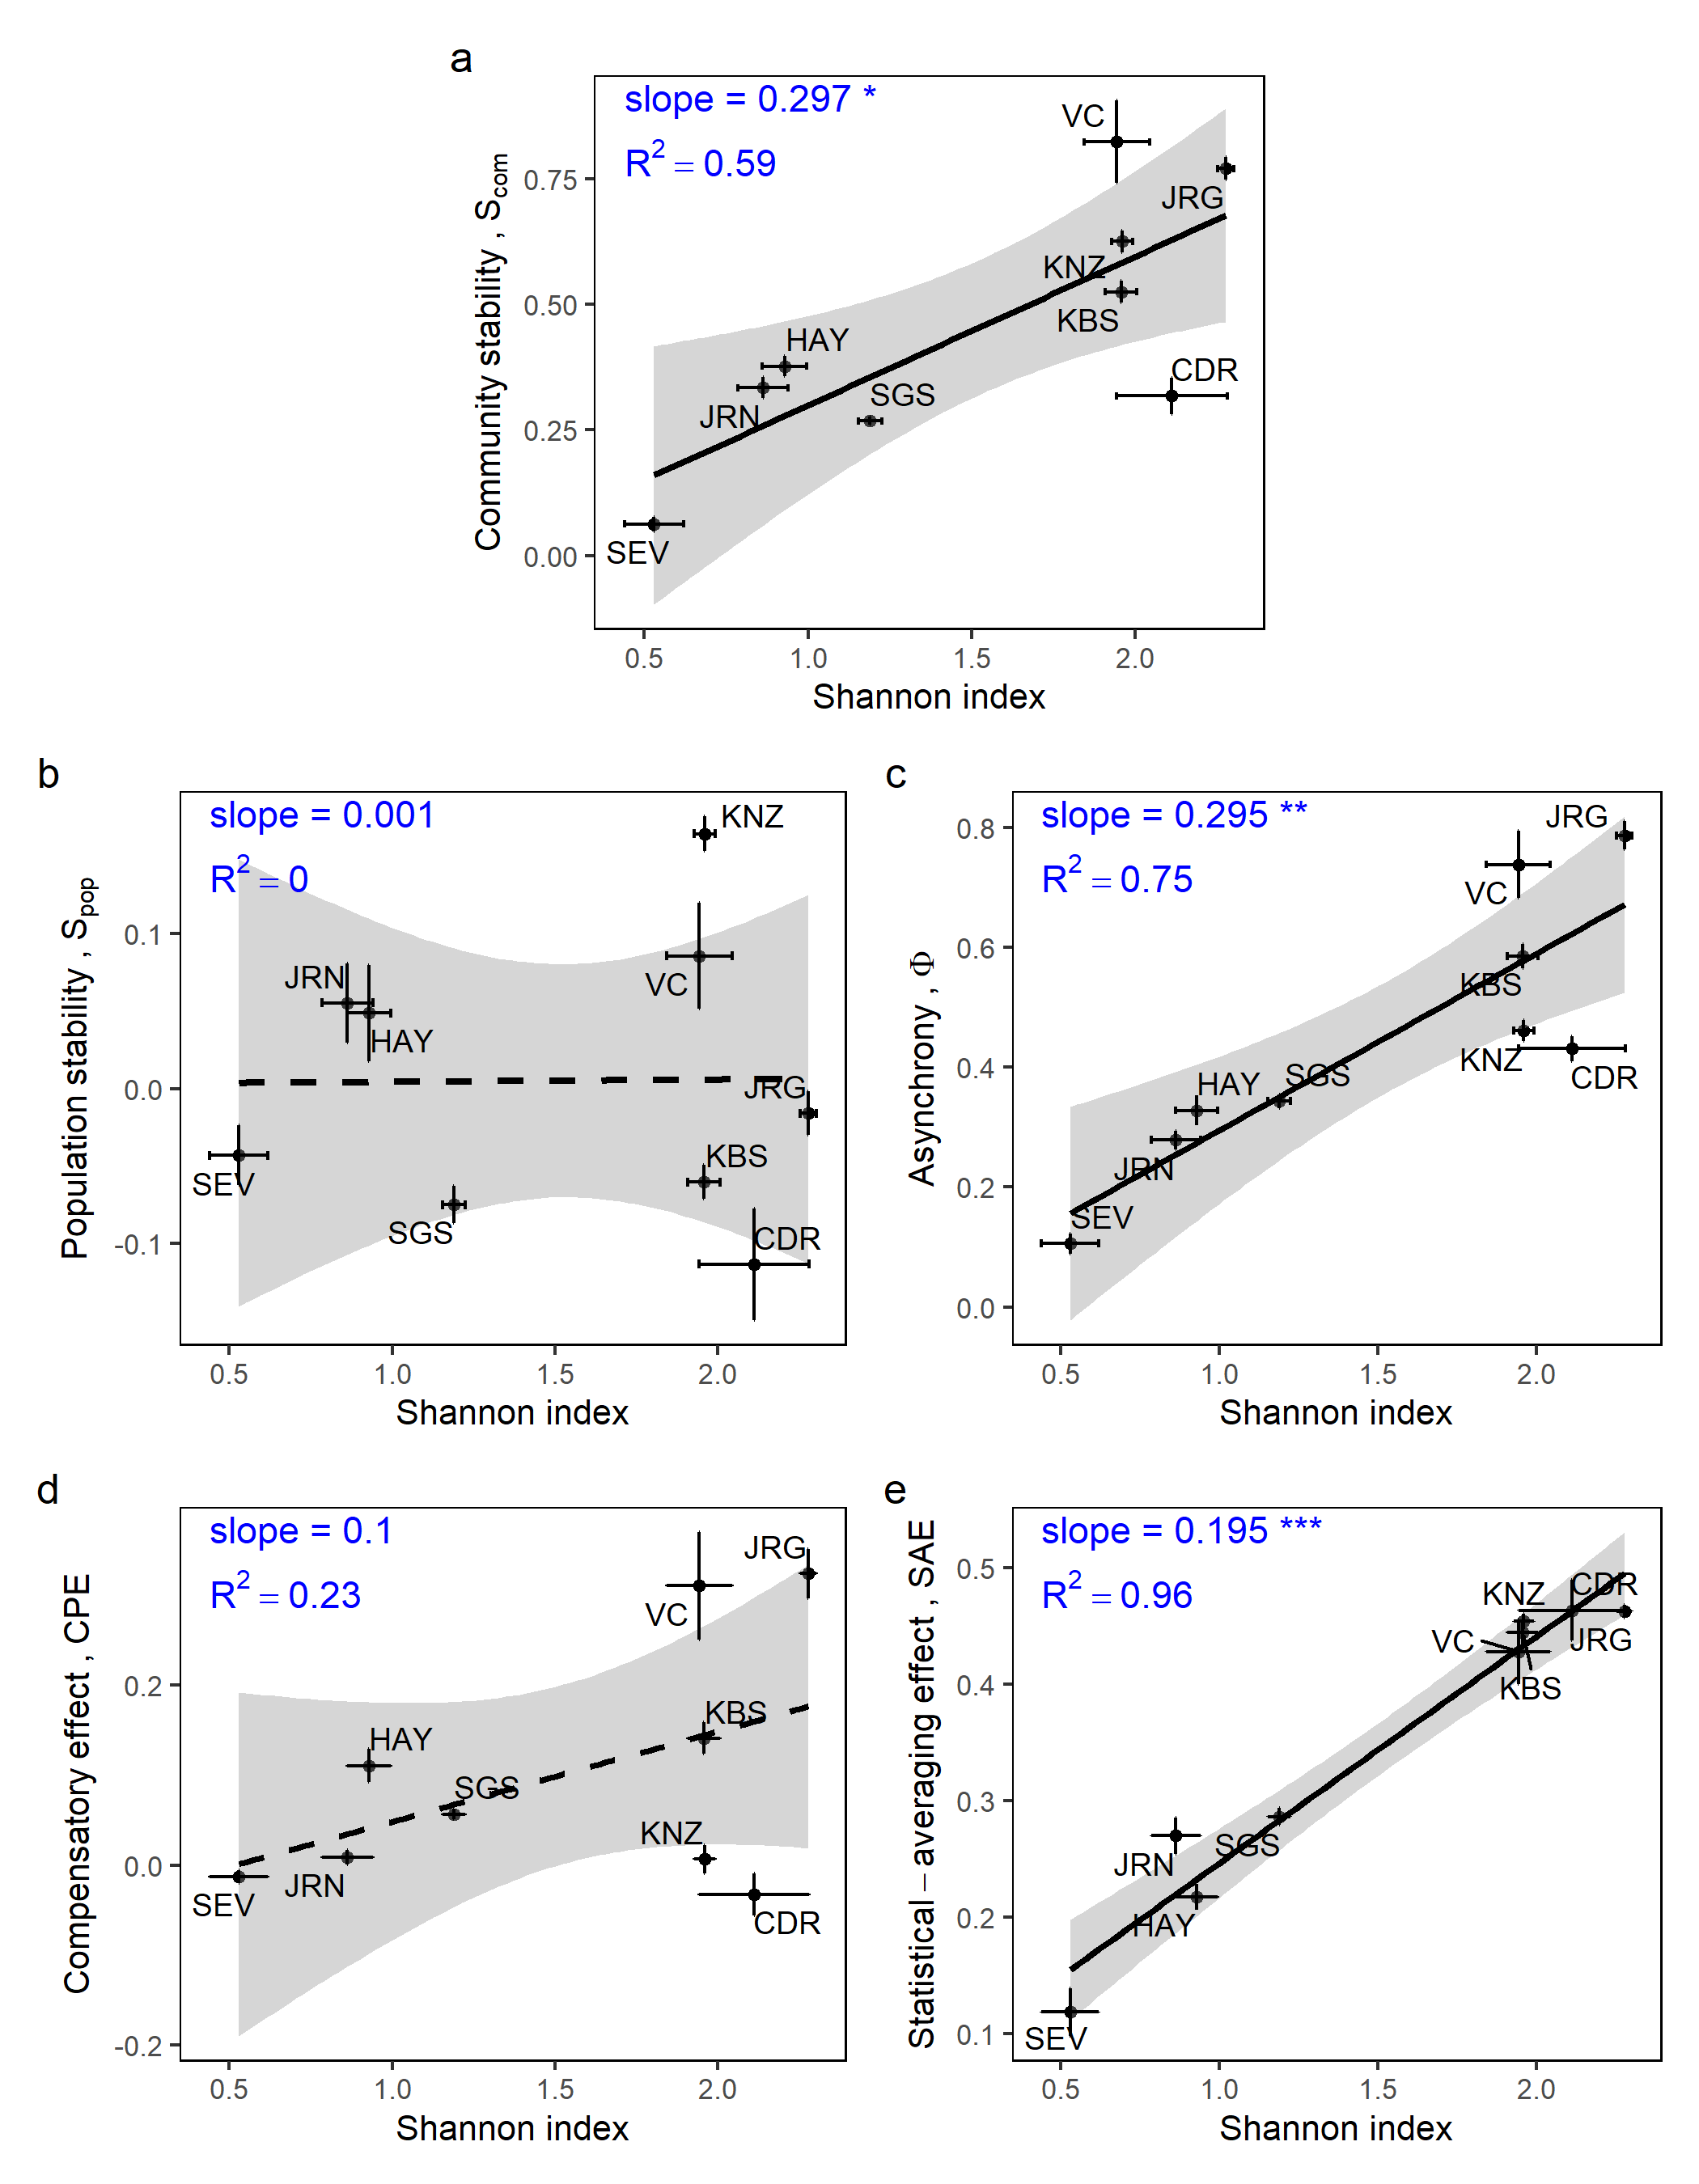 a
slope = 0.297 *
R2 = 0.59
VC
JRG
KNZ
KBS
HAY
CDR
SGS
JRN
SEV
0.75
0.50
0.25
0.00
Community stability , Scom
0.5 1.0 1.5 2.0
Shannon index
b
slope = 0.001
R2 = 0
KNZ
JRN
VC
HAY
JRG
KBS
SEV
SGS
CDR
0.1
0.0
-0.1
Population stability , Spop
0.5 1.0 1.5 2.0
Shannon index
c
slope = 0.295 **
R2 = 0.75
JRG
VC
KBS
KNZ
CDR
HAY
SGS
JRN
SEV
0.8
0.6
0.4
0.2
0.0
Asynchrony , Φ
0.5 1.0 1.5 2.0
Shannon index
d
slope = 0.1
R2 = 0.23
JRG
VC
KBS
HAY
SGS
KNZ
JRN
SEV
CDR
0.2
0.0
-0.2
Compensatory effect , CPE
0.5 1.0 1.5 2.0
Shannon index
e
slope = 0.195 ***
R2 = 0.96
CDR
KNZ
VC
JRG
KBS
SGS
JRN
HAY
SEV
0.5
0.4
0.3
0.2
0.1
Statistical − averaging effect , SAE
0.5 1.0 1.5 2.0
Shannon index